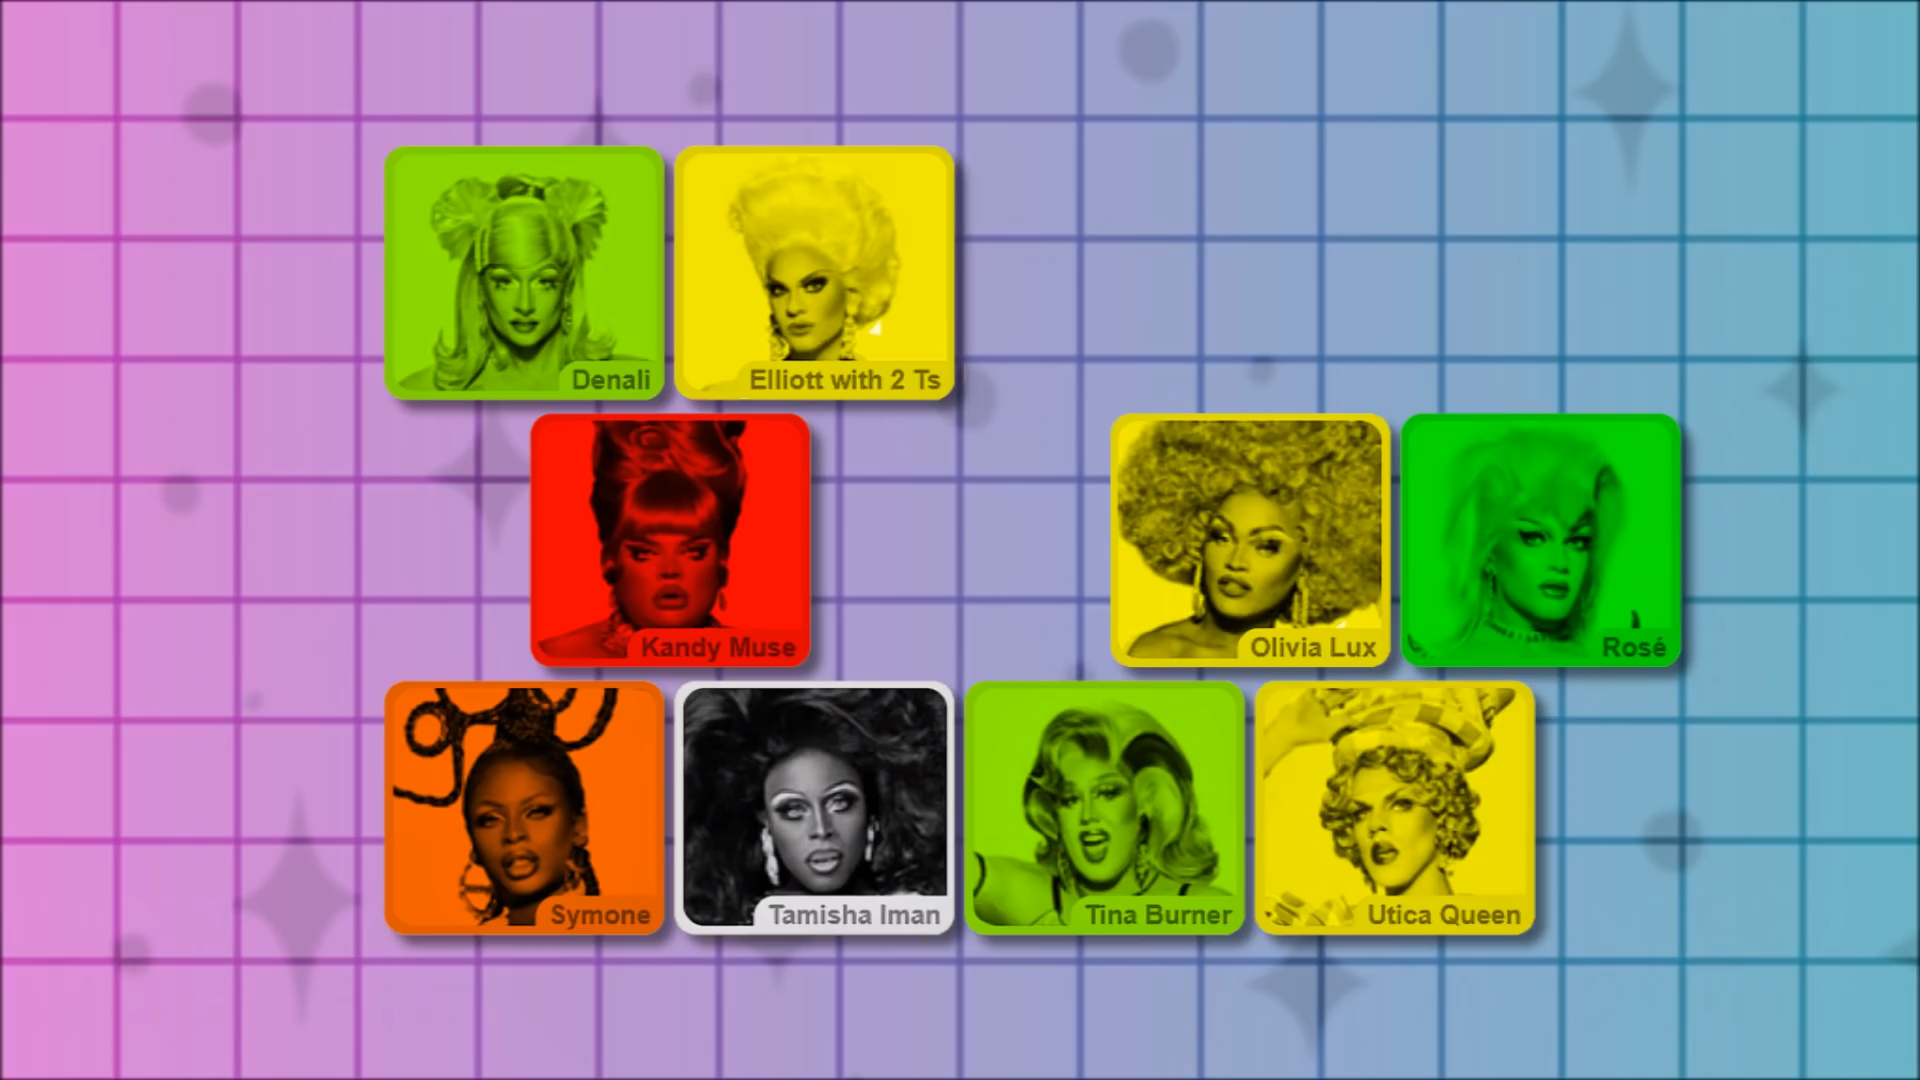 Denali
Elliott with 2 Ts
Kandy Muse
Olivia Lux
Rosé
Symone
Tamisha Iman
Tina Burner
Utica Queen